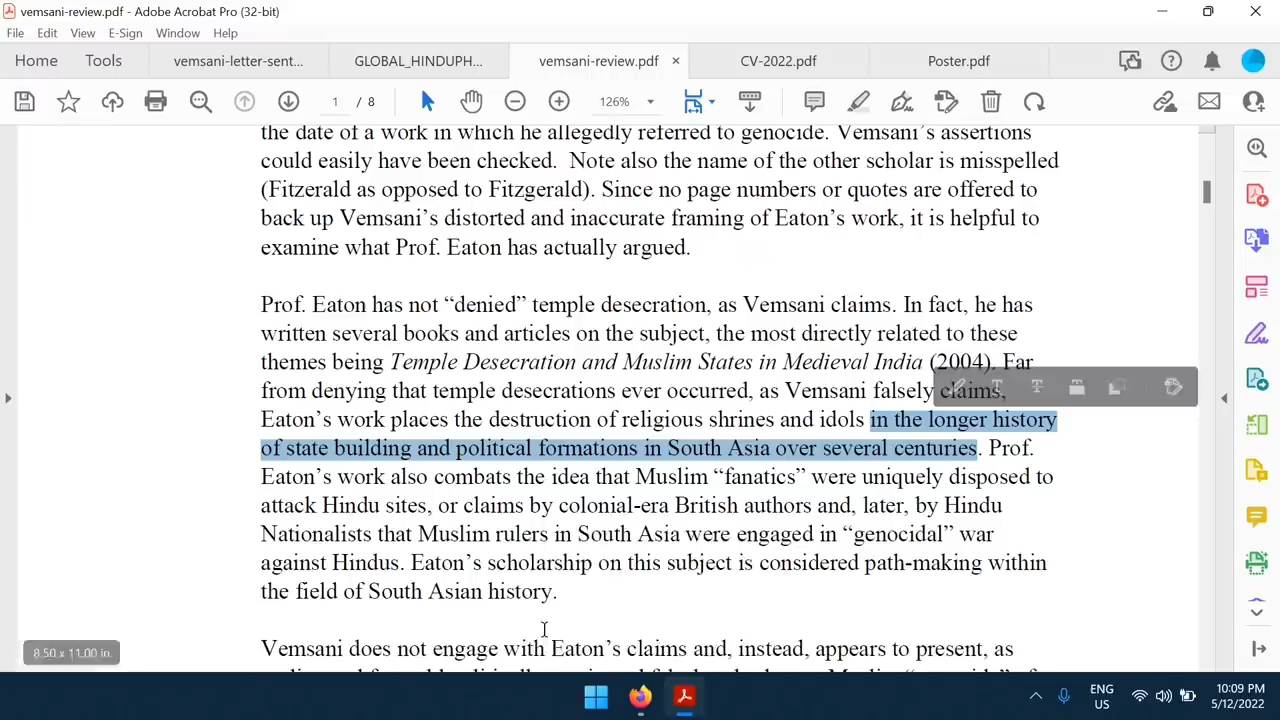 vemsani-review.pdf - Adobe Acrobat Pro (32-bit)
File Edit View E-Sign Window Help
Home Tools vemsani-letter-sent... GLOBAL_HINDUPH... vemsani-review.pdf × CV-2022.pdf Poster.pdf
1 / 8 126%
the date of a work in which he allegedly referred to genocide. Vemsani's assertions
could easily have been checked.  Note also the name of the other scholar is misspelled
(Fitzerald as opposed to Fitzgerald). Since no page numbers or quotes are offered to
back up Vemsani's distorted and inaccurate framing of Eaton's work, it is helpful to
examine what Prof. Eaton has actually argued.
Prof. Eaton has not “denied” temple desecration, as Vemsani claims. In fact, he has
written several books and articles on the subject, the most directly related to these
themes being Temple Desecration and Muslim States in Medieval India (2004). Far
from denying that temple desecrations ever occurred, as Vemsani falsely claims,
Eaton's work places the destruction of religious shrines and idols in the longer history
of state building and political formations in South Asia over several centuries. Prof.
Eaton's work also combats the idea that Muslim “fanatics” were uniquely disposed to
attack Hindu sites, or claims by colonial-era British authors and, later, by Hindu
Nationalists that Muslim rulers in South Asia were engaged in “genocidal” war
against Hindus. Eaton's scholarship on this subject is considered path-making within
the field of South Asian history.
Vemsani does not engage with Eaton's claims and, instead, appears to present, as
8.50 x 11.00 in.
ENG
US
10:09 PM
5/12/2022